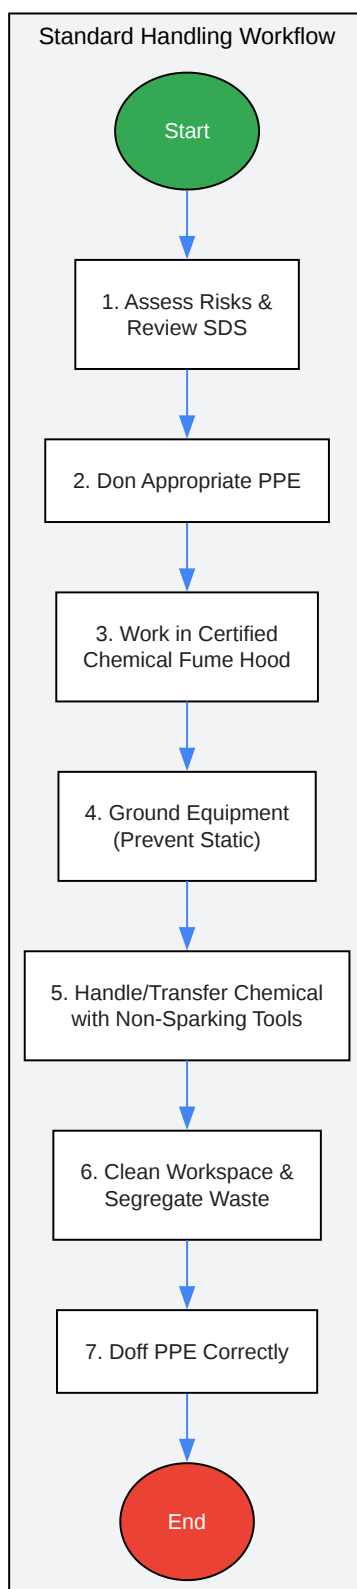 Standard Handling Workflow
Start
1. Assess Risks &
Review SDS
2. Don Appropriate PPE
3. Work in Certified
Chemical Fume Hood
4. Ground Equipment
(Prevent Static)
5. Handle/Transfer Chemical
with Non-Sparking Tools
6. Clean Workspace &
Segregate Waste
7. Doff PPE Correctly
End